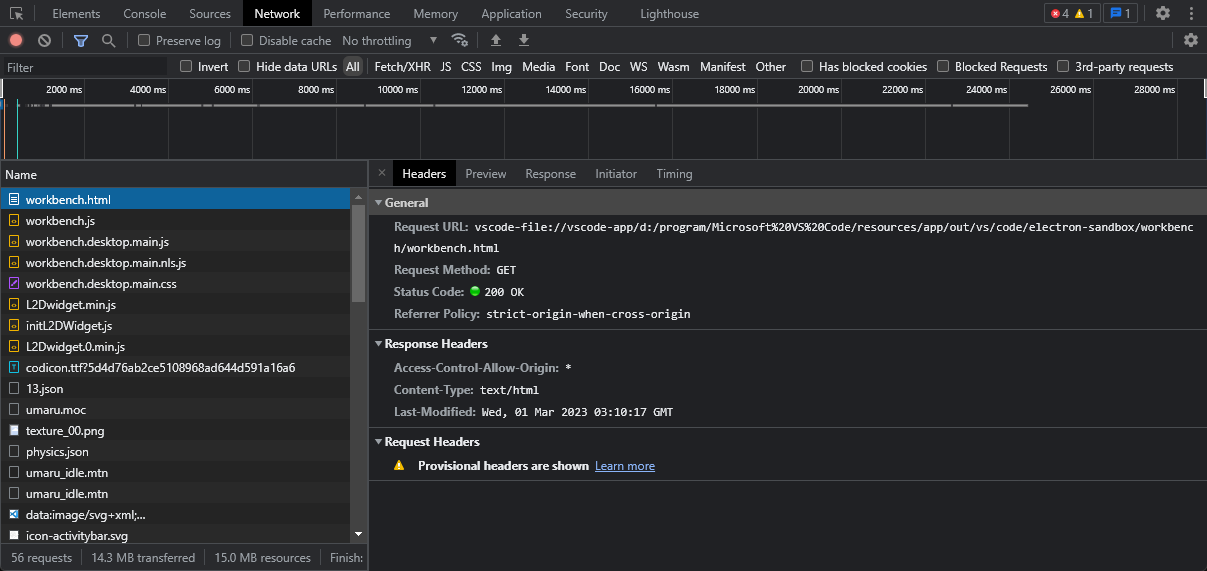 Elements Console Sources Network Performance Memory Application Security Lighthouse 4 1 1
Preserve log Disable cache No throttling
Filter Invert Hide data URLs All Fetch/XHR JS CSS Img Media Font Doc WS Wasm Manifest Other Has blocked cookies Blocked Requests 3rd-party requests
2000 ms 4000 ms 6000 ms 8000 ms 10000 ms 12000 ms 14000 ms 16000 ms 18000 ms 20000 ms 22000 ms 24000 ms 26000 ms 28000 ms
Name
workbench.html
workbench.js
workbench.desktop.main.js
workbench.desktop.main.nls.js
workbench.desktop.main.css
L2Dwidget.min.js
initL2DWidget.js
L2Dwidget.0.min.js
codicon.ttf?5d4d76ab2ce5108968ad644d591a16a6
13.json
umaru.moc
texture_00.png
physics.json
umaru_idle.mtn
umaru_idle.mtn
data:image/svg+xml;...
icon-activitybar.svg
56 requests 14.3 MB transferred 15.0 MB resources Finish:
× Headers Preview Response Initiator Timing
General
Request URL: vscode-file://vscode-app/d:/program/Microsoft%20VS%20Code/resources/app/out/vs/code/electron-sandbox/workbenc
h/workbench.html
Request Method: GET
Status Code: 200 OK
Referrer Policy: strict-origin-when-cross-origin
Response Headers
Access-Control-Allow-Origin: *
Content-Type: text/html
Last-Modified: Wed, 01 Mar 2023 03:10:17 GMT
Request Headers
Provisional headers are shown Learn more